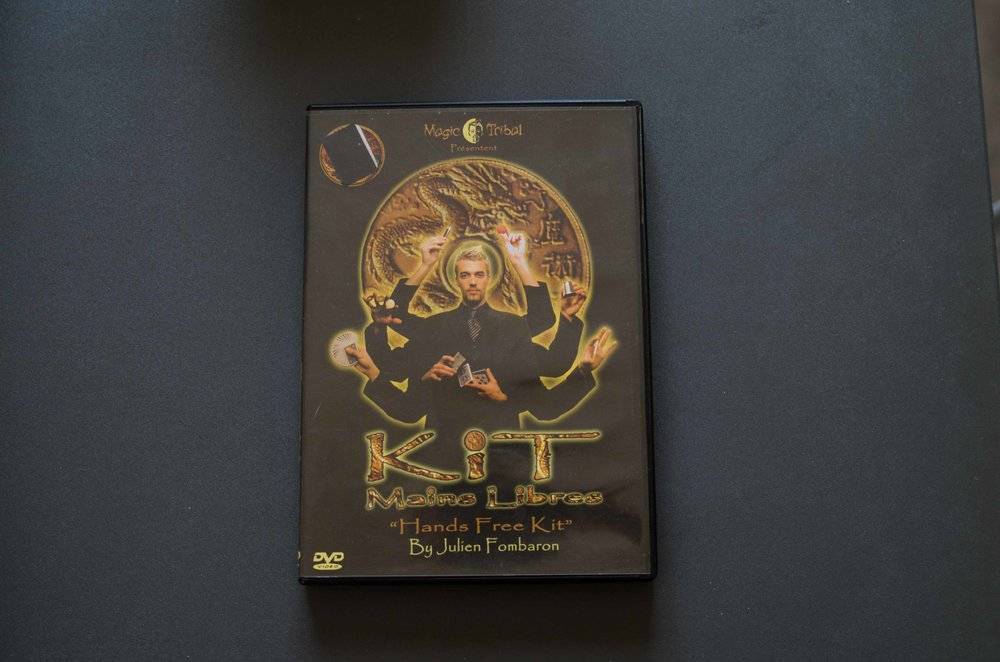 Magic Tribal
Présentent
KiT
Mains Libres
"Hands Free Kit"
By Julien Fombaron
DVD
VIDEO